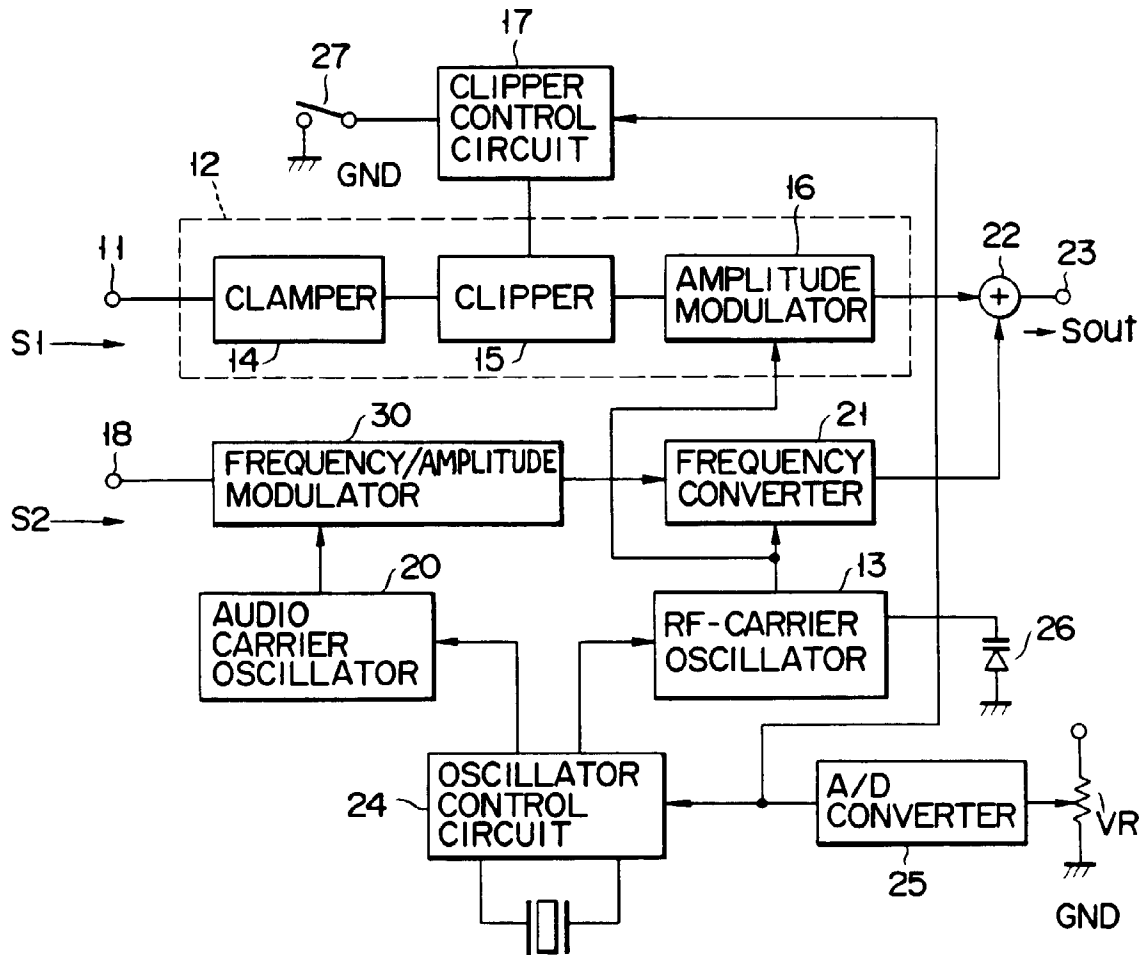 17
27
CLIPPER
CONTROL
CIRCUIT
GND
12
16
11
22
23
CLAMPER
CLIPPER
AMPLITUDE
MODULATOR
+
S1
14
15
Sout
30
21
18
FREQUENCY/AMPLITUDE
MODULATOR
FREQUENCY
CONVERTER
S2
20
13
AUDIO
CARRIER
OSCILLATOR
RF-CARRIER
OSCILLATOR
26
24
OSCILLATOR
CONTROL
CIRCUIT
A/D
CONVERTER
VR
25
GND